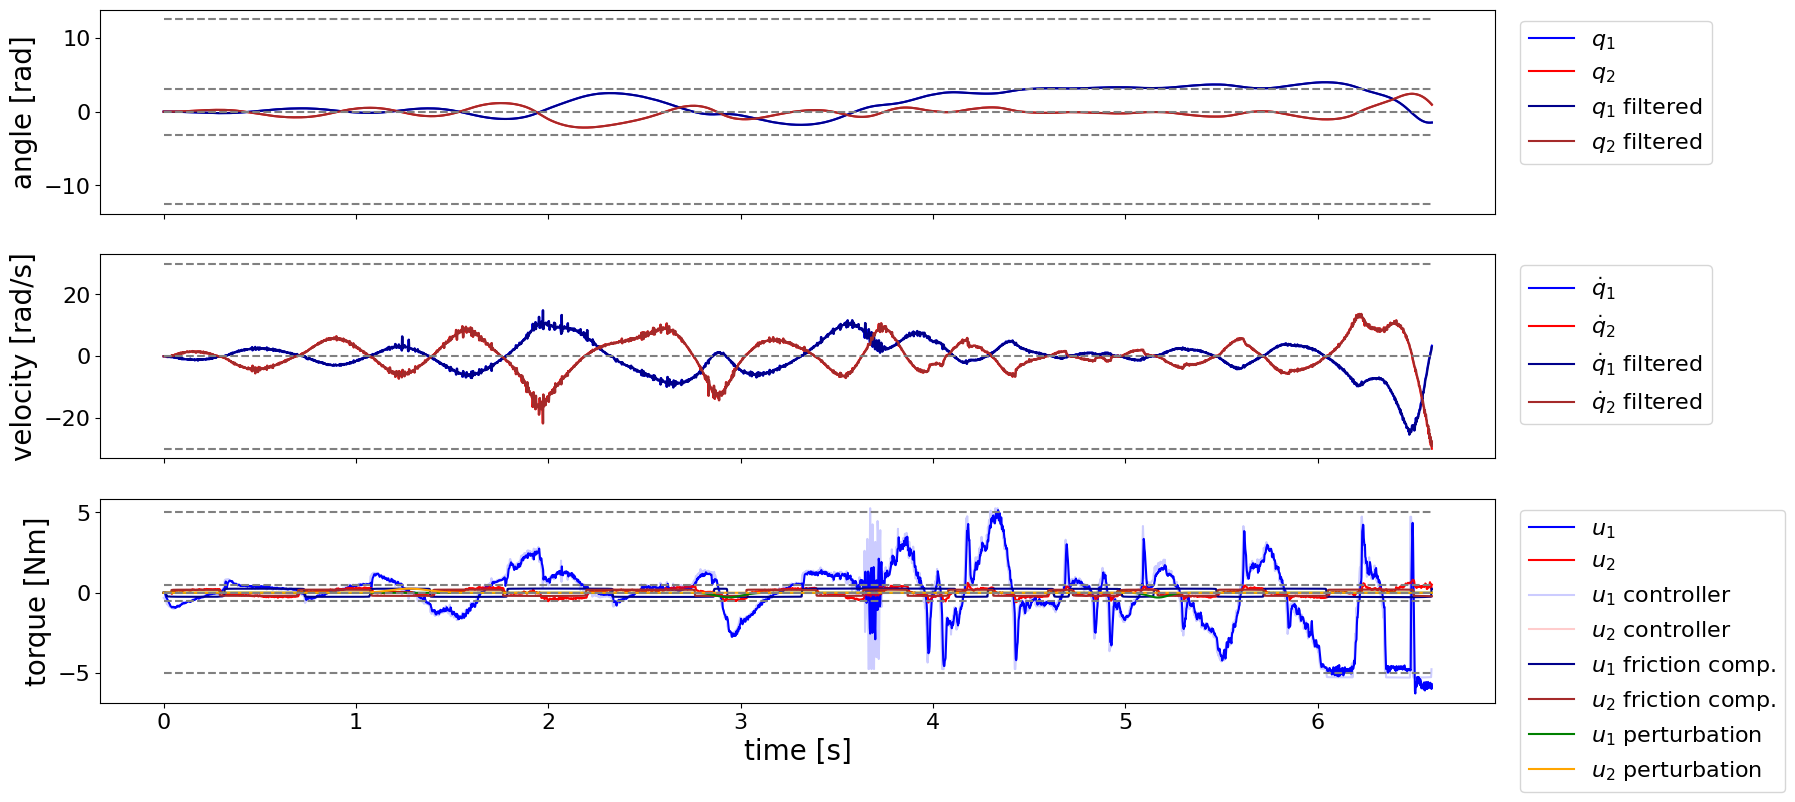 angle [rad]
10
0
−10
q₁
q₂
q₁ filtered
q₂ filtered
velocity [rad/s]
20
0
−20
q̇₁
q̇₂
q̇₁ filtered
q̇₂ filtered
torque [Nm]
5
0
−5
0 1 2 3 4 5 6
time [s]
u₁
u₂
u₁ controller
u₂ controller
u₁ friction comp.
u₂ friction comp.
u₁ perturbation
u₂ perturbation